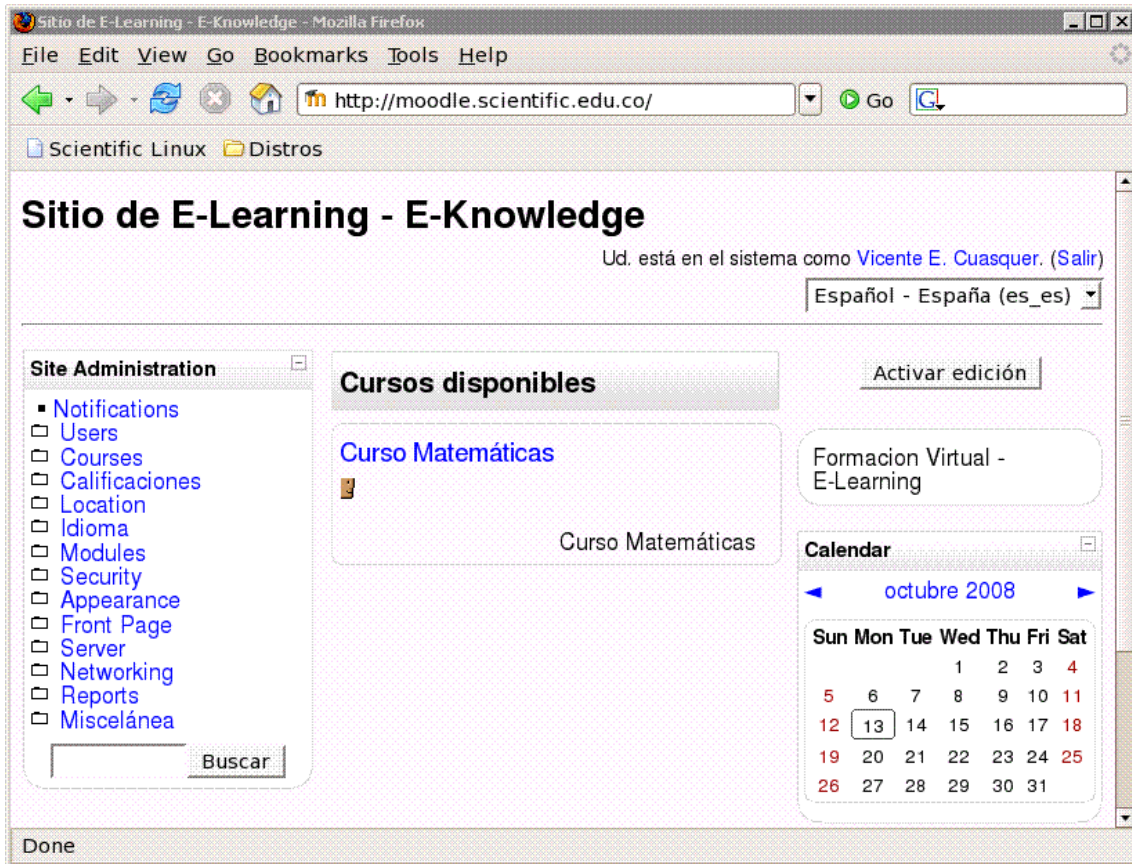 Sitio de E-Learning - E-Knowledge - Mozilla Firefox
File Edit View Go Bookmarks Tools Help
http://moodle.scientific.edu.co/ Go G
Scientific Linux Distros
Sitio de E-Learning - E-Knowledge
Ud. está en el sistema como Vicente E. Cuasquer. (Salir)
Español - España (es_es)
Site Administration
Notifications
Users
Courses
Calificaciones
Location
Idioma
Modules
Security
Appearance
Front Page
Server
Networking
Reports
Miscelánea
Buscar
Cursos disponibles
Curso Matemáticas
Curso Matemáticas
Activar edición
Formacion Virtual -
E-Learning
Calendar
octubre 2008
Sun Mon Tue Wed Thu Fri Sat
1 2 3 4
5 6 7 8 9 10 11
12 13 14 15 16 17 18
19 20 21 22 23 24 25
26 27 28 29 30 31
Done